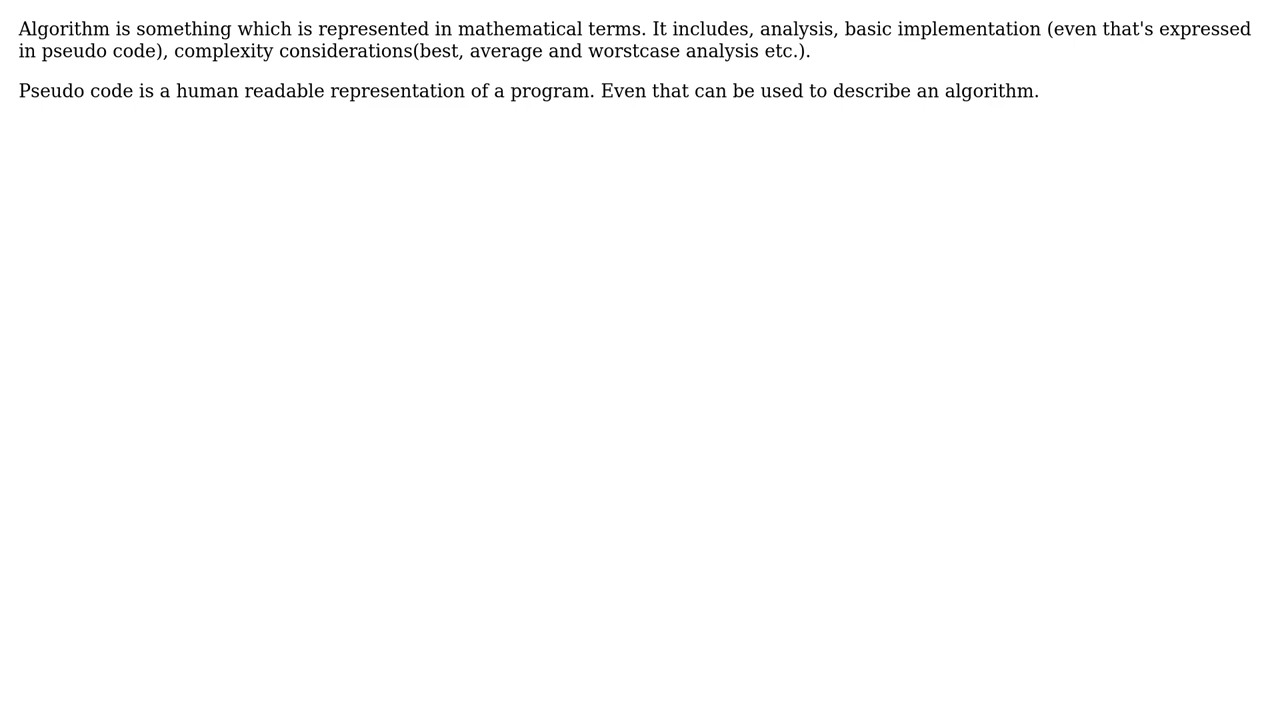 Algorithm is something which is represented in mathematical terms. It includes, analysis, basic implementation (even that's expressed
in pseudo code), complexity considerations(best, average and worstcase analysis etc.).
Pseudo code is a human readable representation of a program. Even that can be used to describe an algorithm.